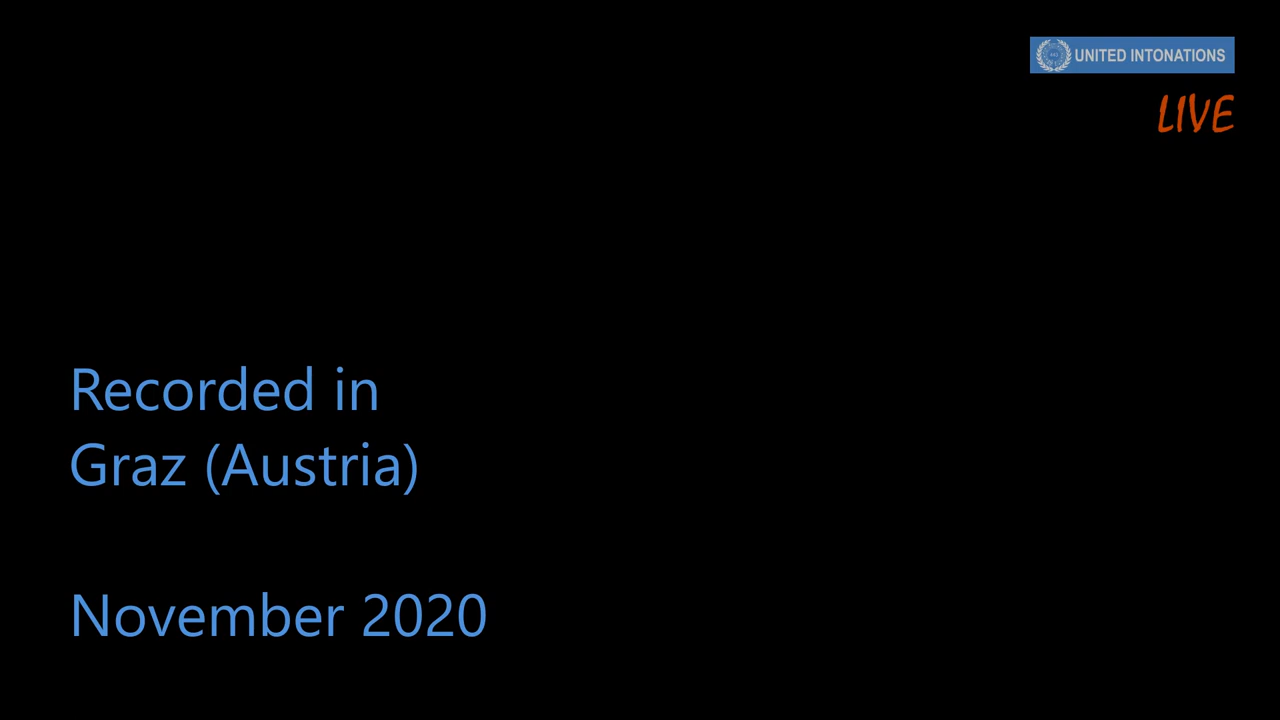 UNITED INTONATIONS
LIVE
Recorded in
Graz (Austria)
November 2020